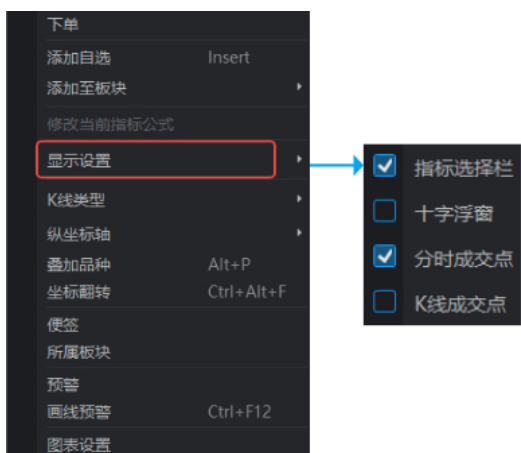 下单
添加自选 Insert
添加至板块
修改当前指标公式
显示设置
K线类型
纵坐标轴
叠加品种 Alt+P
坐标翻转 Ctrl+Alt+F
便签
所属板块
预警
画线预警 Ctrl+F12
图表设置
指标选择栏
十字浮窗
分时成交点
K线成交点